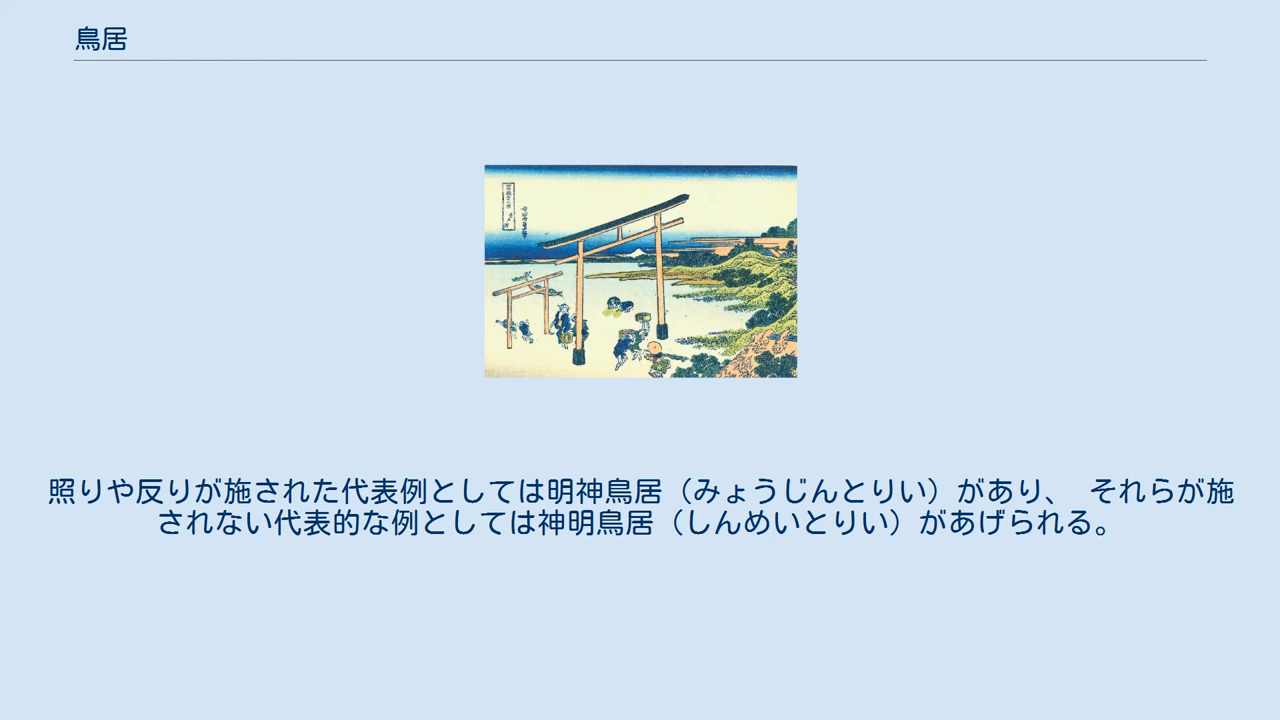 鳥居
照りや反りが施された代表例としては明神鳥居（みょうじんとりい）があり、 それらが施
されない代表的な例としては神明鳥居（しんめいとりい）があげられる。